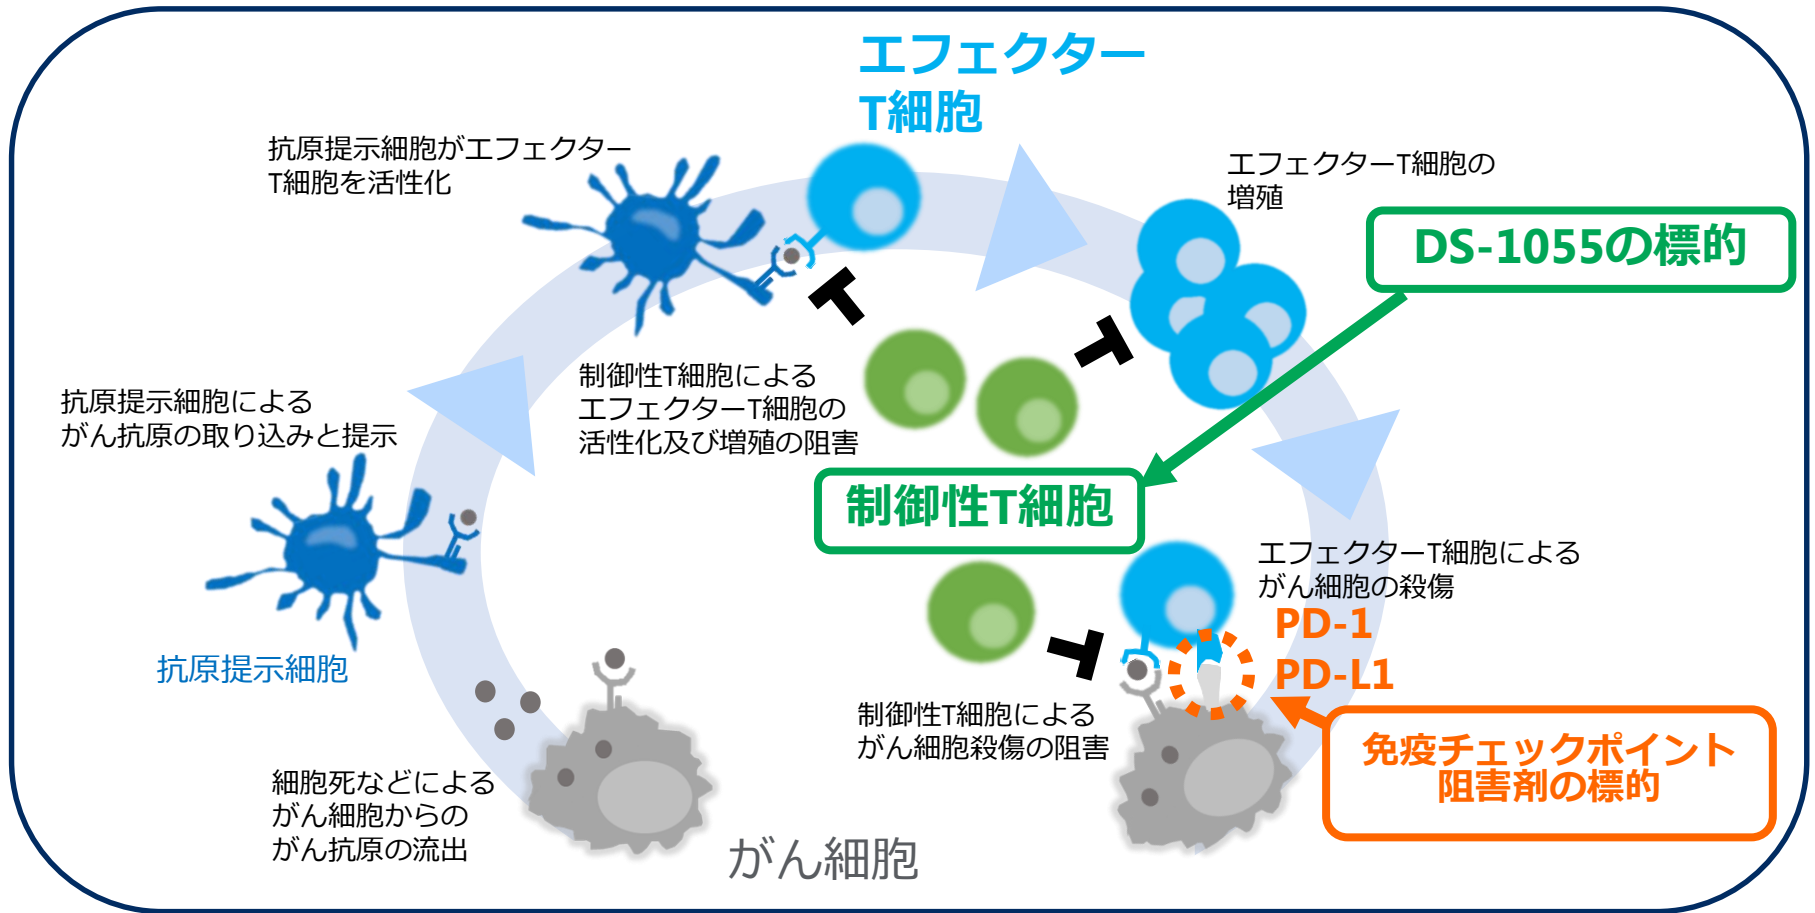 エフェクター
T細胞
抗原提示細胞がエフェクター
T細胞を活性化
エフェクターT細胞の
増殖
DS-1055の標的
制御性T細胞による
エフェクターT細胞の
活性化及び増殖の阻害
抗原提示細胞による
がん抗原の取り込みと提示
制御性T細胞
エフェクターT細胞による
がん細胞の殺傷
PD-1
PD-L1
抗原提示細胞
制御性T細胞による
がん細胞殺傷の阻害
免疫チェックポイント
阻害剤の標的
細胞死などによる
がん細胞からの
がん抗原の流出
がん細胞